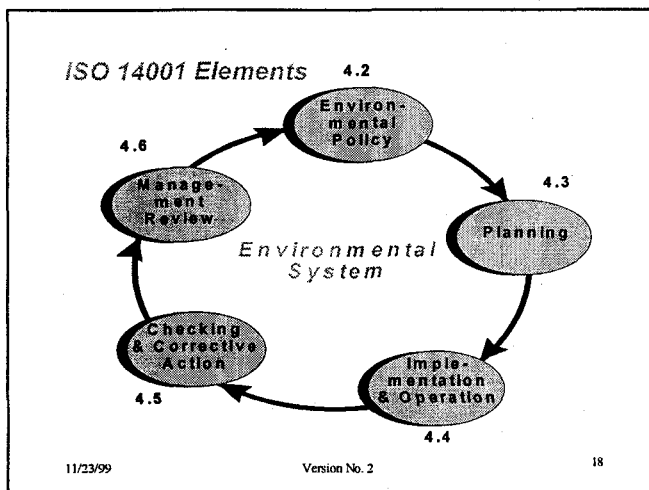 ISO 14001 Elements
4.2
Environ-
mental
Policy
4.3
Planning
Imple-
mentation
& Operation
4.4
Checking
& Corrective
Action
4.5
4.6
Manage-
ment
Review
Environmental
System
11/23/99
Version No. 2
18